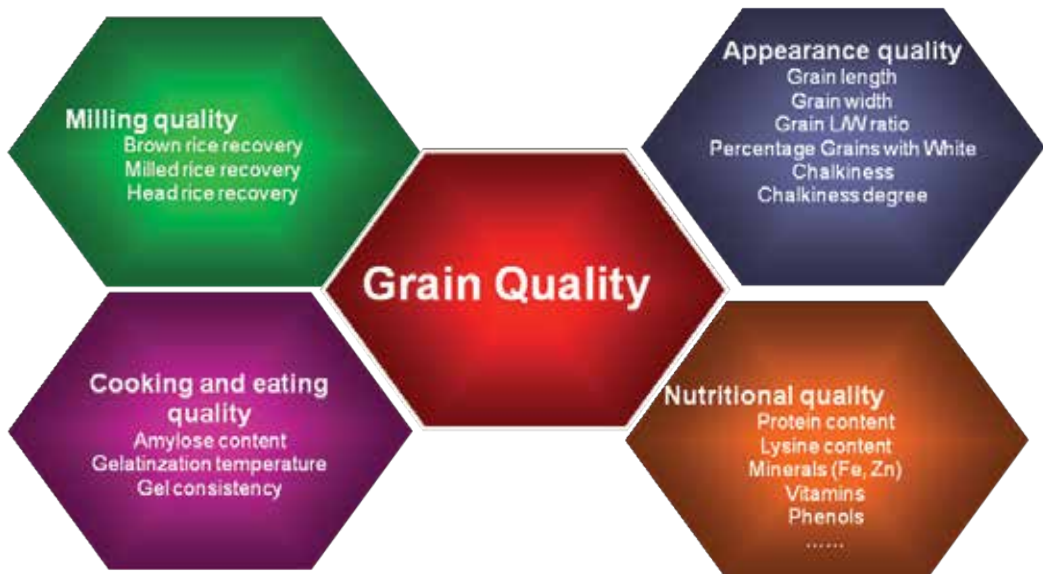 Milling quality
Brown rice recovery
Milled rice recovery
Head rice recovery
Appearance quality
Grain length
Grain width
Grain L/W ratio
Percentage Grains with White
Chalkiness
Chalkiness degree
Grain Quality
Cooking and eating
quality
Amylose content
Gelatinzation temperature
Gel consistency
Nutritional quality
Protein content
Lysine content
Minerals (Fe, Zn)
Vitamins
Phenols
......